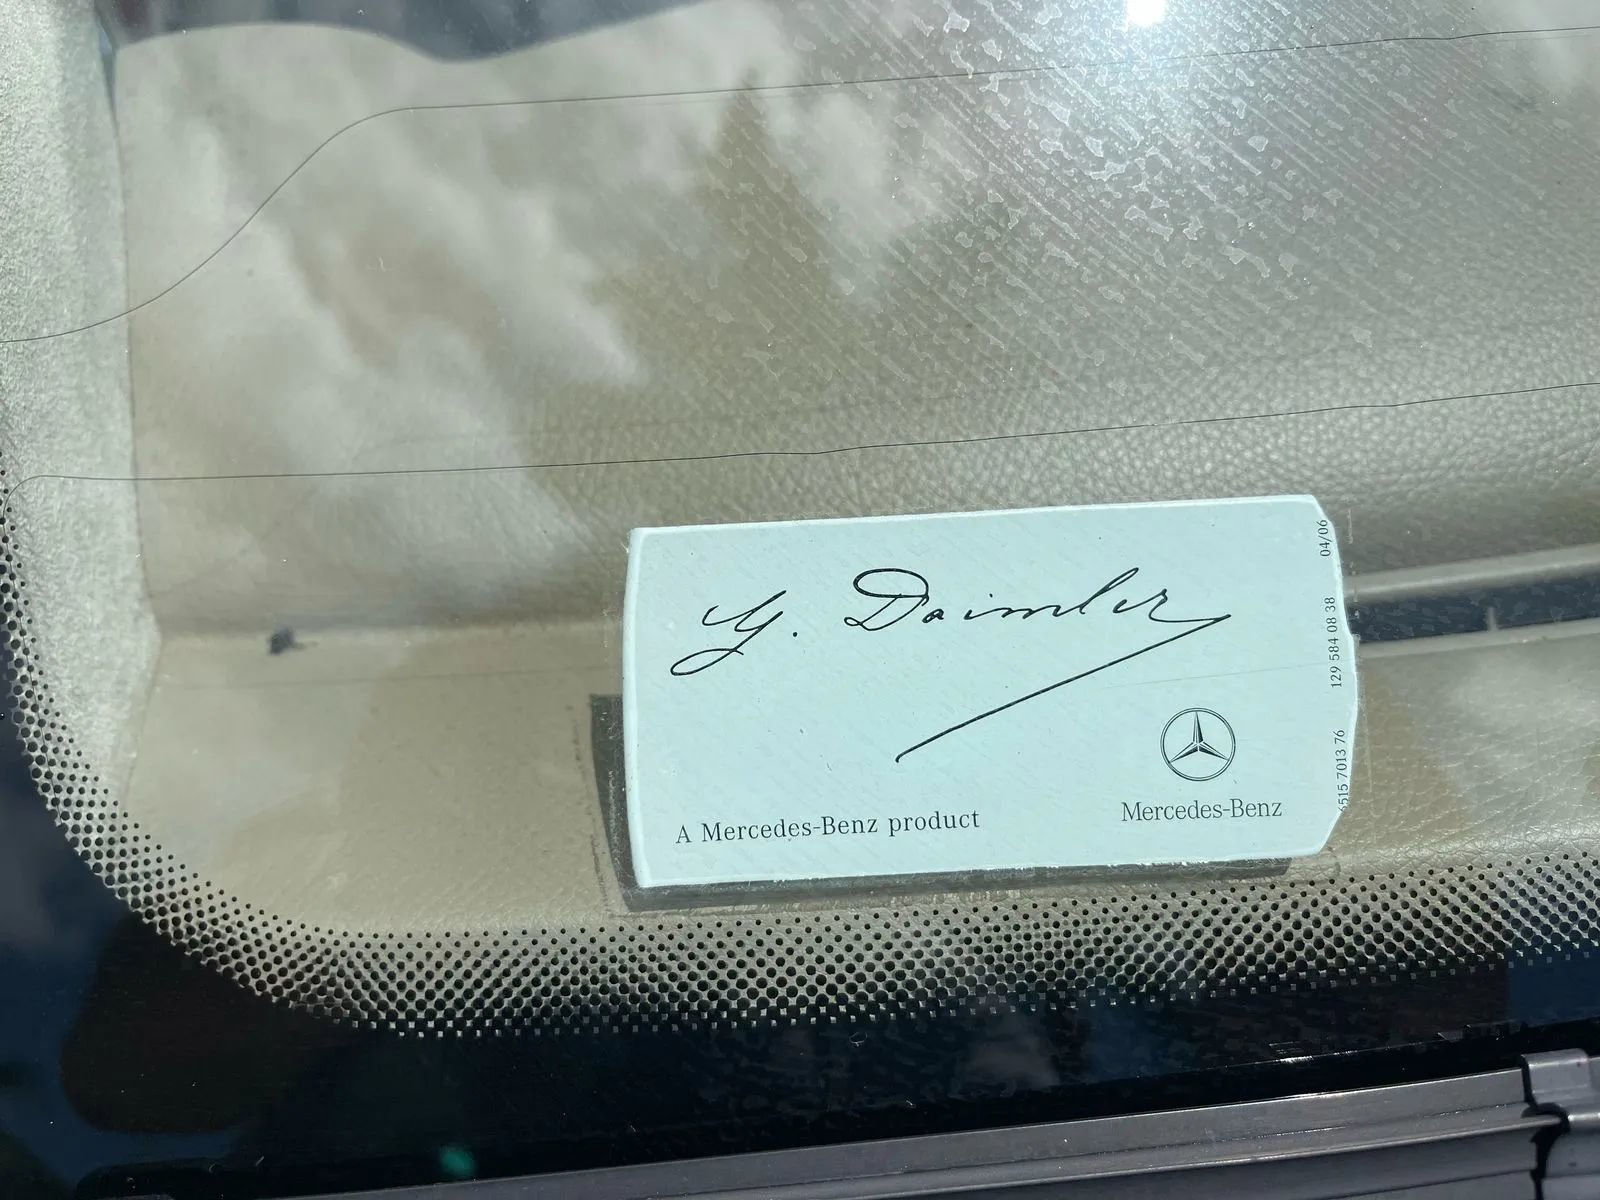 G. Daimler
Mercedes-Benz
A Mercedes-Benz product
6515 7013 76
129 584 08 38
04/06